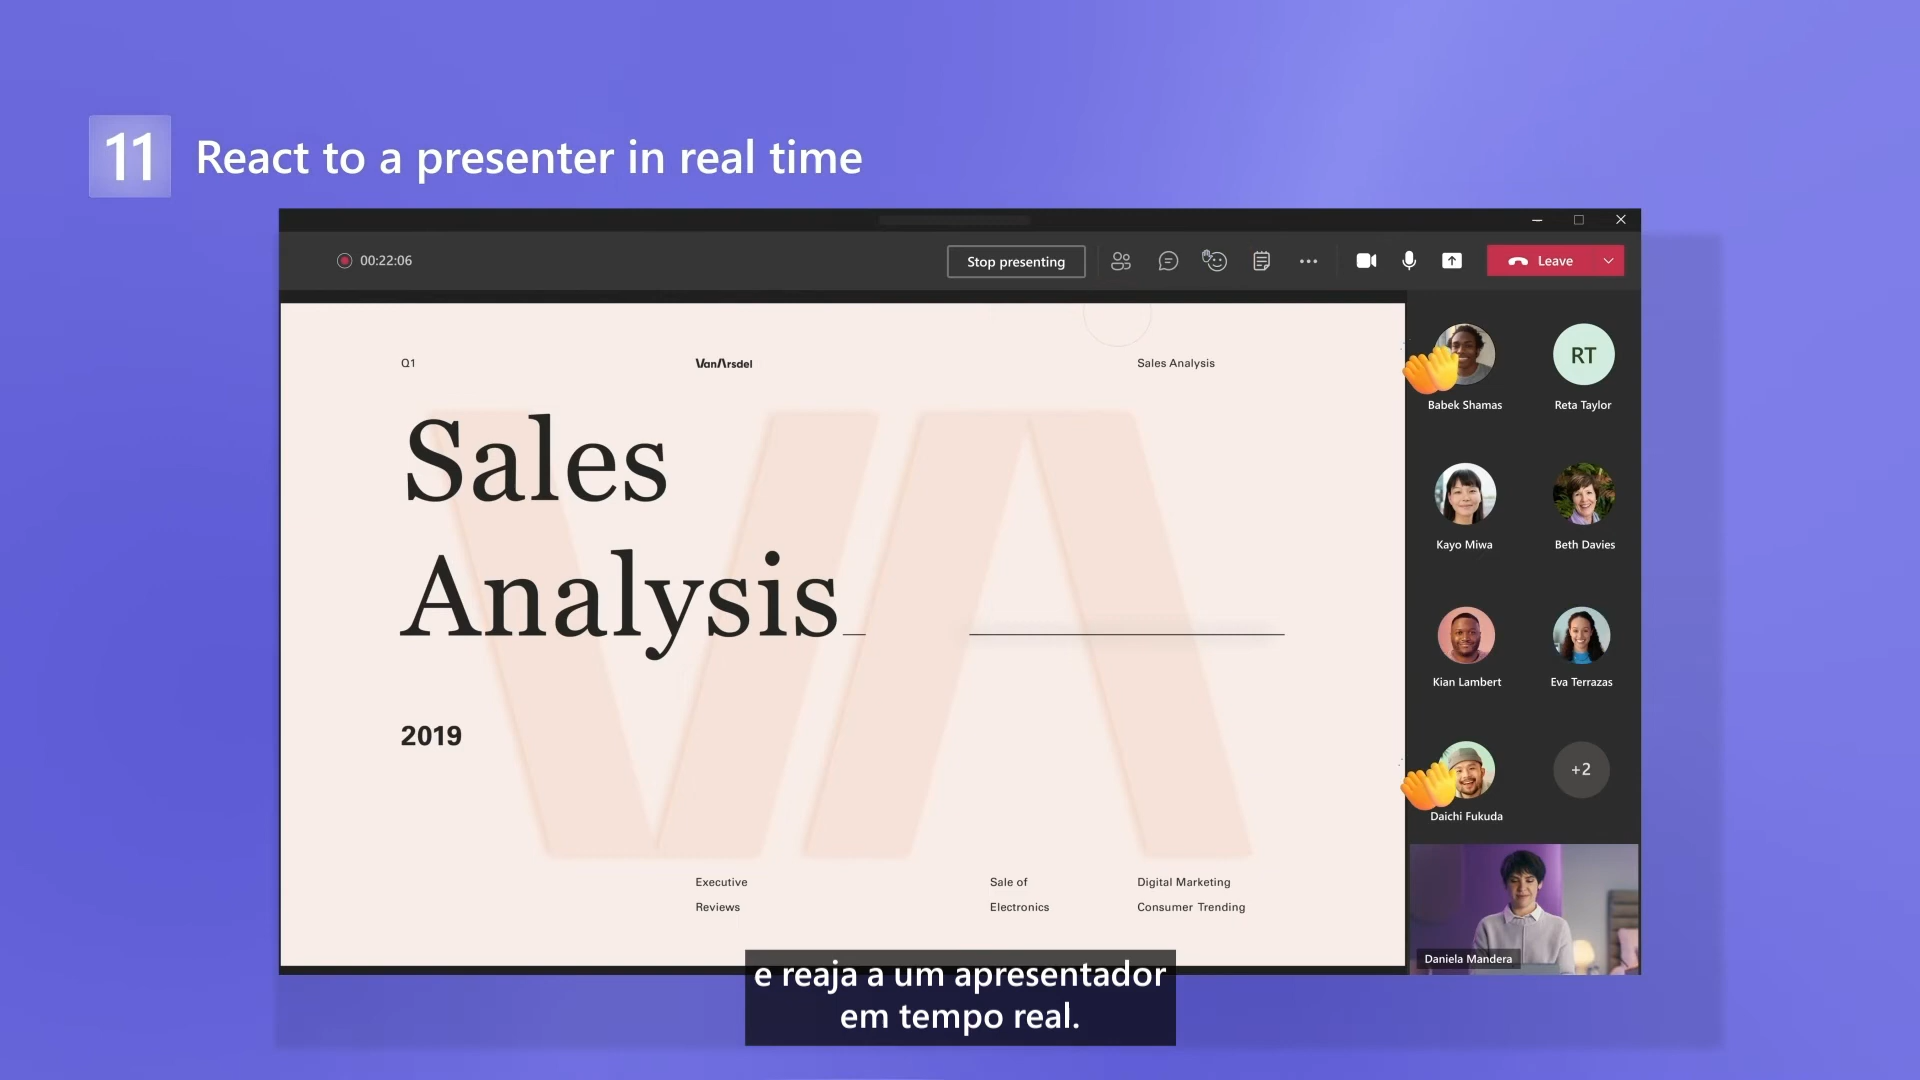 11 React to a presenter in real time
00:22:06
Stop presenting
Leave
Q1
VanArsdel
Sales Analysis
Sales
Analysis
2019
Executive
Reviews
Sale of
Electronics
Digital Marketing
Consumer Trending
VA
Babek Shamas
RT
Reta Taylor
Kayo Miwa
Beth Davies
Kian Lambert
Eva Terrazas
Daichi Fukuda
+2
Daniela Mandera
e reaja a um apresentador
em tempo real.